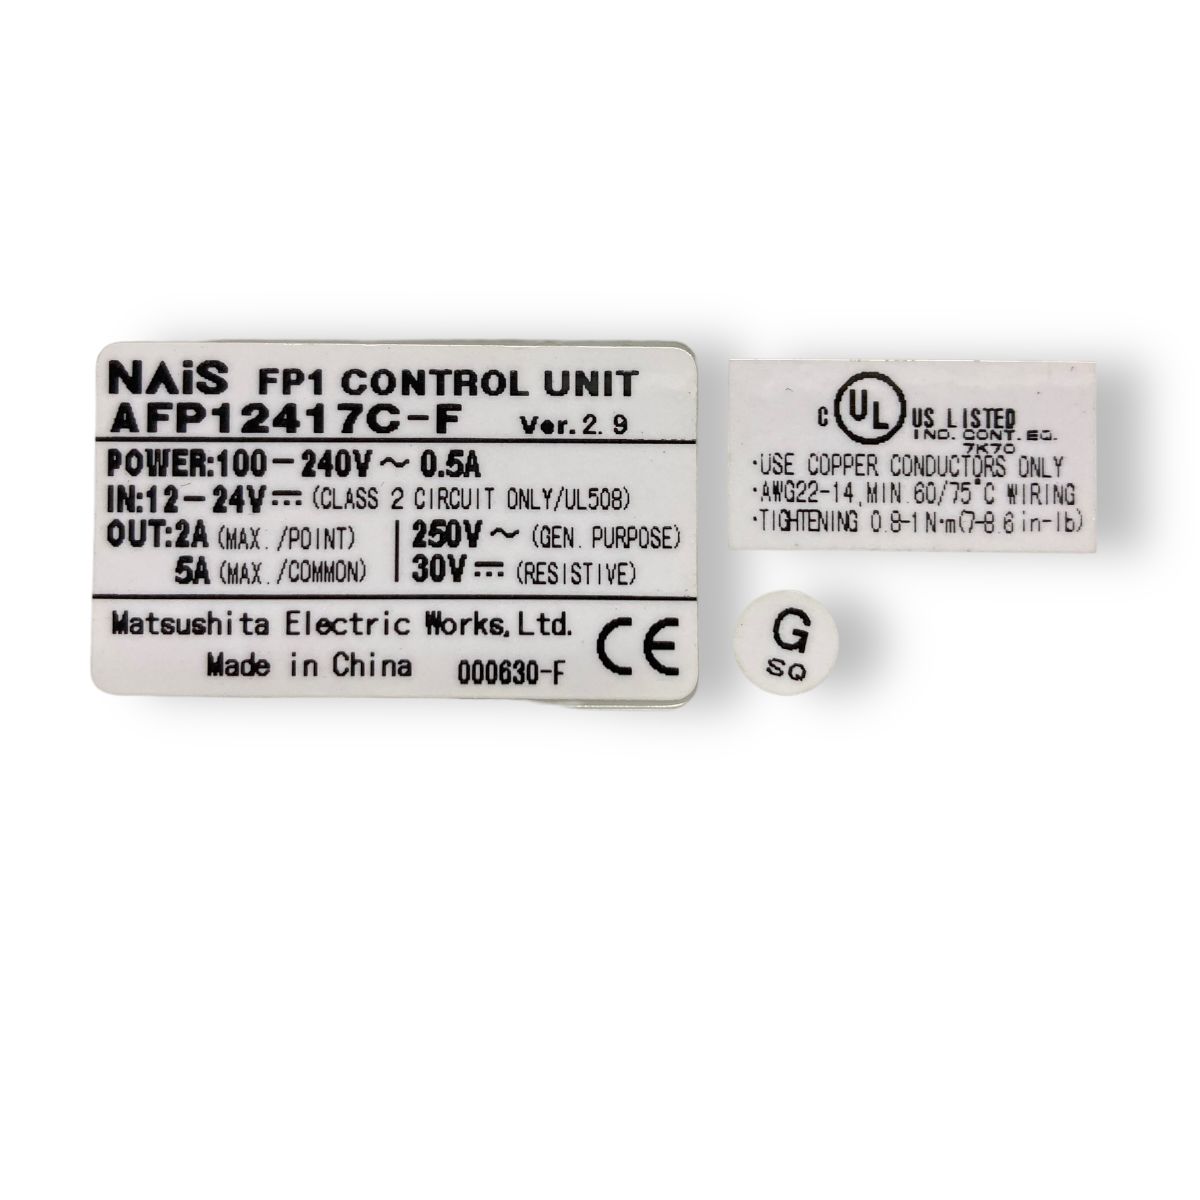 NAiS FP1 CONTROL UNIT
AFP12417C-F Ver.2.9
POWER:100-240V～ 0.5A
IN:12-24V⎓ (CLASS 2 CIRCUIT ONLY/UL508)
OUT:2A (MAX./POINT) | 250V～ (GEN. PURPOSE)
5A (MAX./COMMON) | 30V⎓ (RESISTIVE)
Matsushita Electric Works,Ltd.
Made in China 000630-F CE
C UL US LISTED
IND. CONT. EQ.
7K70
·USE COPPER CONDUCTORS ONLY
·AWG22-14, MIN. 60/75°C WIRING
·TIGHTENING 0.8-1N·m(7-8.6in-lb)
G
SQ